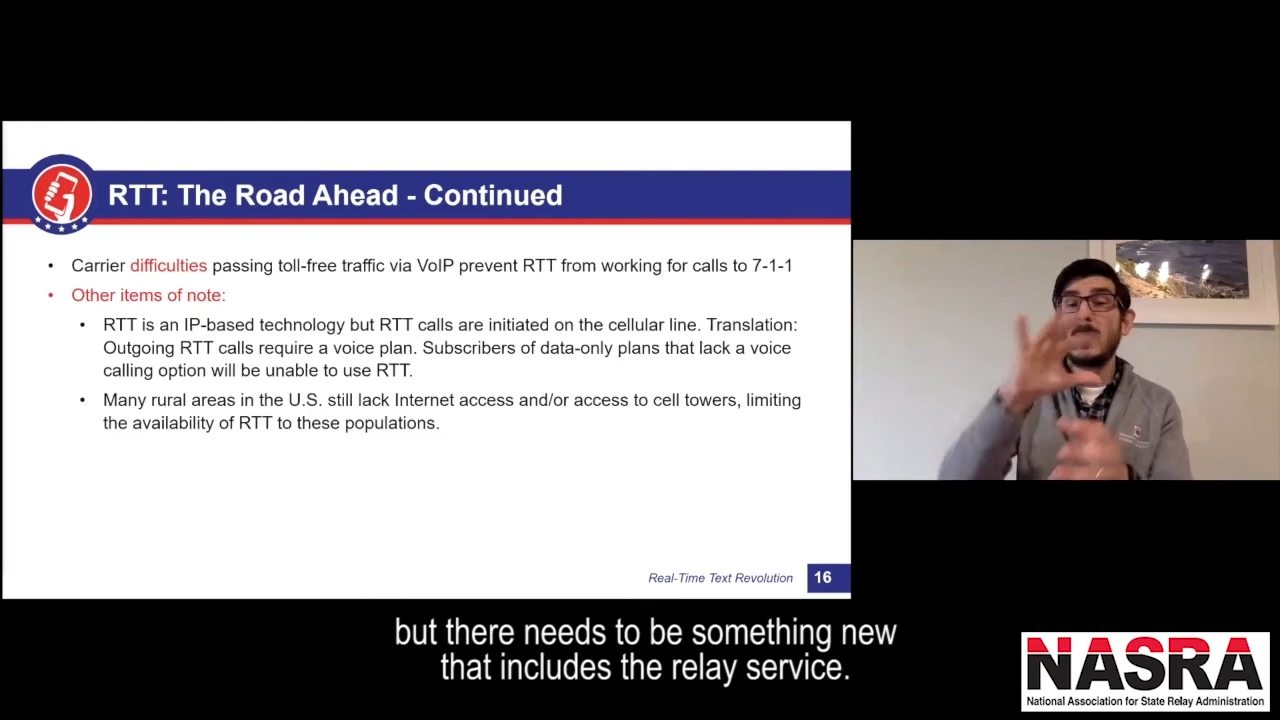 RTT: The Road Ahead - Continued
• Carrier difficulties passing toll-free traffic via VoIP prevent RTT from working for calls to 7-1-1
• Other items of note:
• RTT is an IP-based technology but RTT calls are initiated on the cellular line. Translation:
Outgoing RTT calls require a voice plan. Subscribers of data-only plans that lack a voice
calling option will be unable to use RTT.
• Many rural areas in the U.S. still lack Internet access and/or access to cell towers, limiting
the availability of RTT to these populations.
Real-Time Text Revolution 16
but there needs to be something new
that includes the relay service.
NASRA
National Association for State Relay Administration